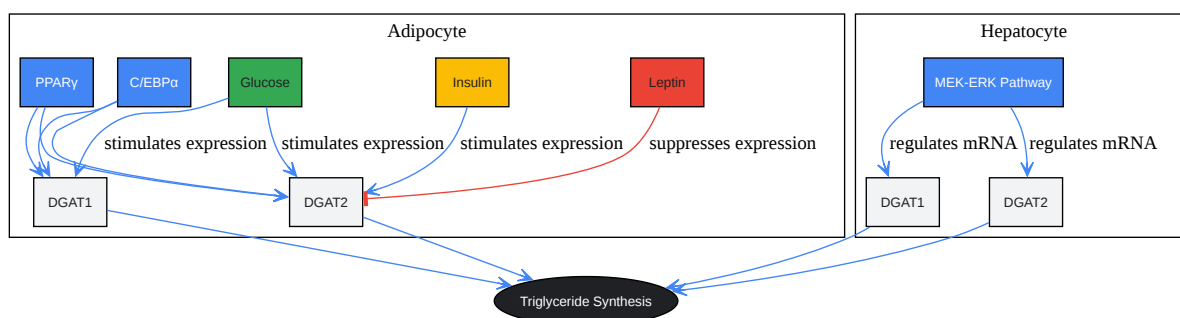 Adipocyte
Hepatocyte
PPARγ
C/EBPα
Glucose
Insulin
Leptin
MEK-ERK Pathway
stimulates expression
stimulates expression
stimulates expression
suppresses expression
regulates mRNA
regulates mRNA
DGAT1
DGAT2
DGAT1
DGAT2
Triglyceride Synthesis